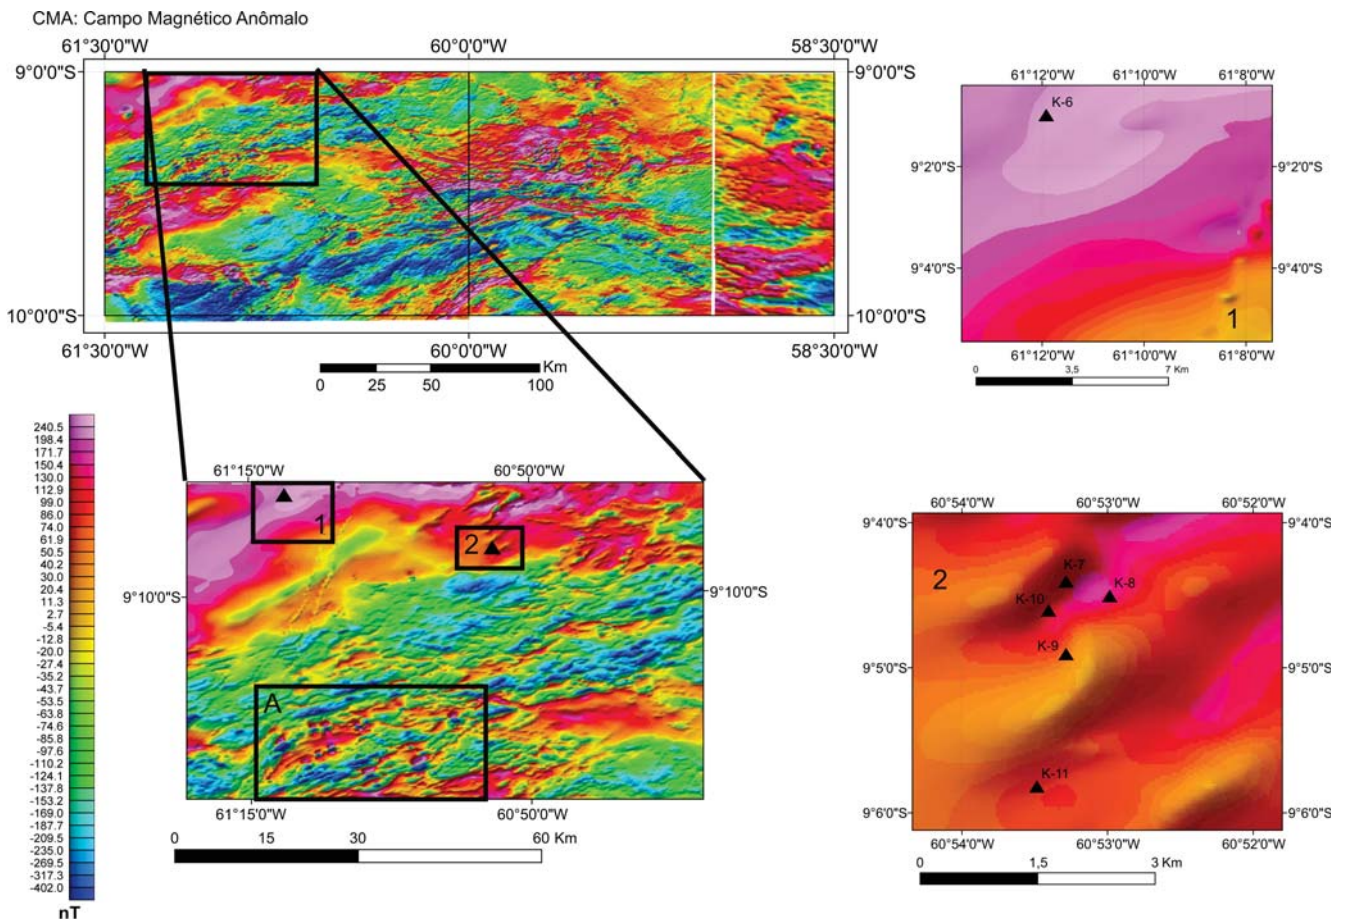 CMA: Campo Magnético Anômalo
61°30'0"W 60°0'0"W 58°30'0"W
9°0'0"S 9°0'0"S
10°0'0"S 10°0'0"S
61°30'0"W 60°0'0"W 58°30'0"W
Km
0 25 50 100
61°12'0"W 61°10'0"W 61°8'0"W
K-6
9°2'0"S 9°2'0"S
9°4'0"S 9°4'0"S
1
61°12'0"W 61°10'0"W 61°8'0"W
0 3,5 7 Km
240.5
198.4
171.7
150.4
130.0
112.9
99.0
86.0
74.0
61.9
50.5
40.2
30.0
20.4
11.3
2.7
-5.4
-12.8
-20.0
-27.4
-35.2
-43.7
-53.5
-63.8
-74.6
-85.8
-97.6
-110.2
-124.1
-137.8
-153.2
-169.0
-187.7
-209.5
-235.0
-269.5
-317.3
-402.0
nT
61°15'0"W 60°50'0"W
1
2
9°10'0"S 9°10'0"S
A
61°15'0"W 60°50'0"W
0 15 30 60 Km
60°54'0"W 60°53'0"W 60°52'0"W
9°4'0"S 9°4'0"S
2
K-7
K-8
K-10
K-9
9°5'0"S 9°5'0"S
K-11
9°6'0"S 9°6'0"S
60°54'0"W 60°53'0"W 60°52'0"W
0 1,5 3 Km